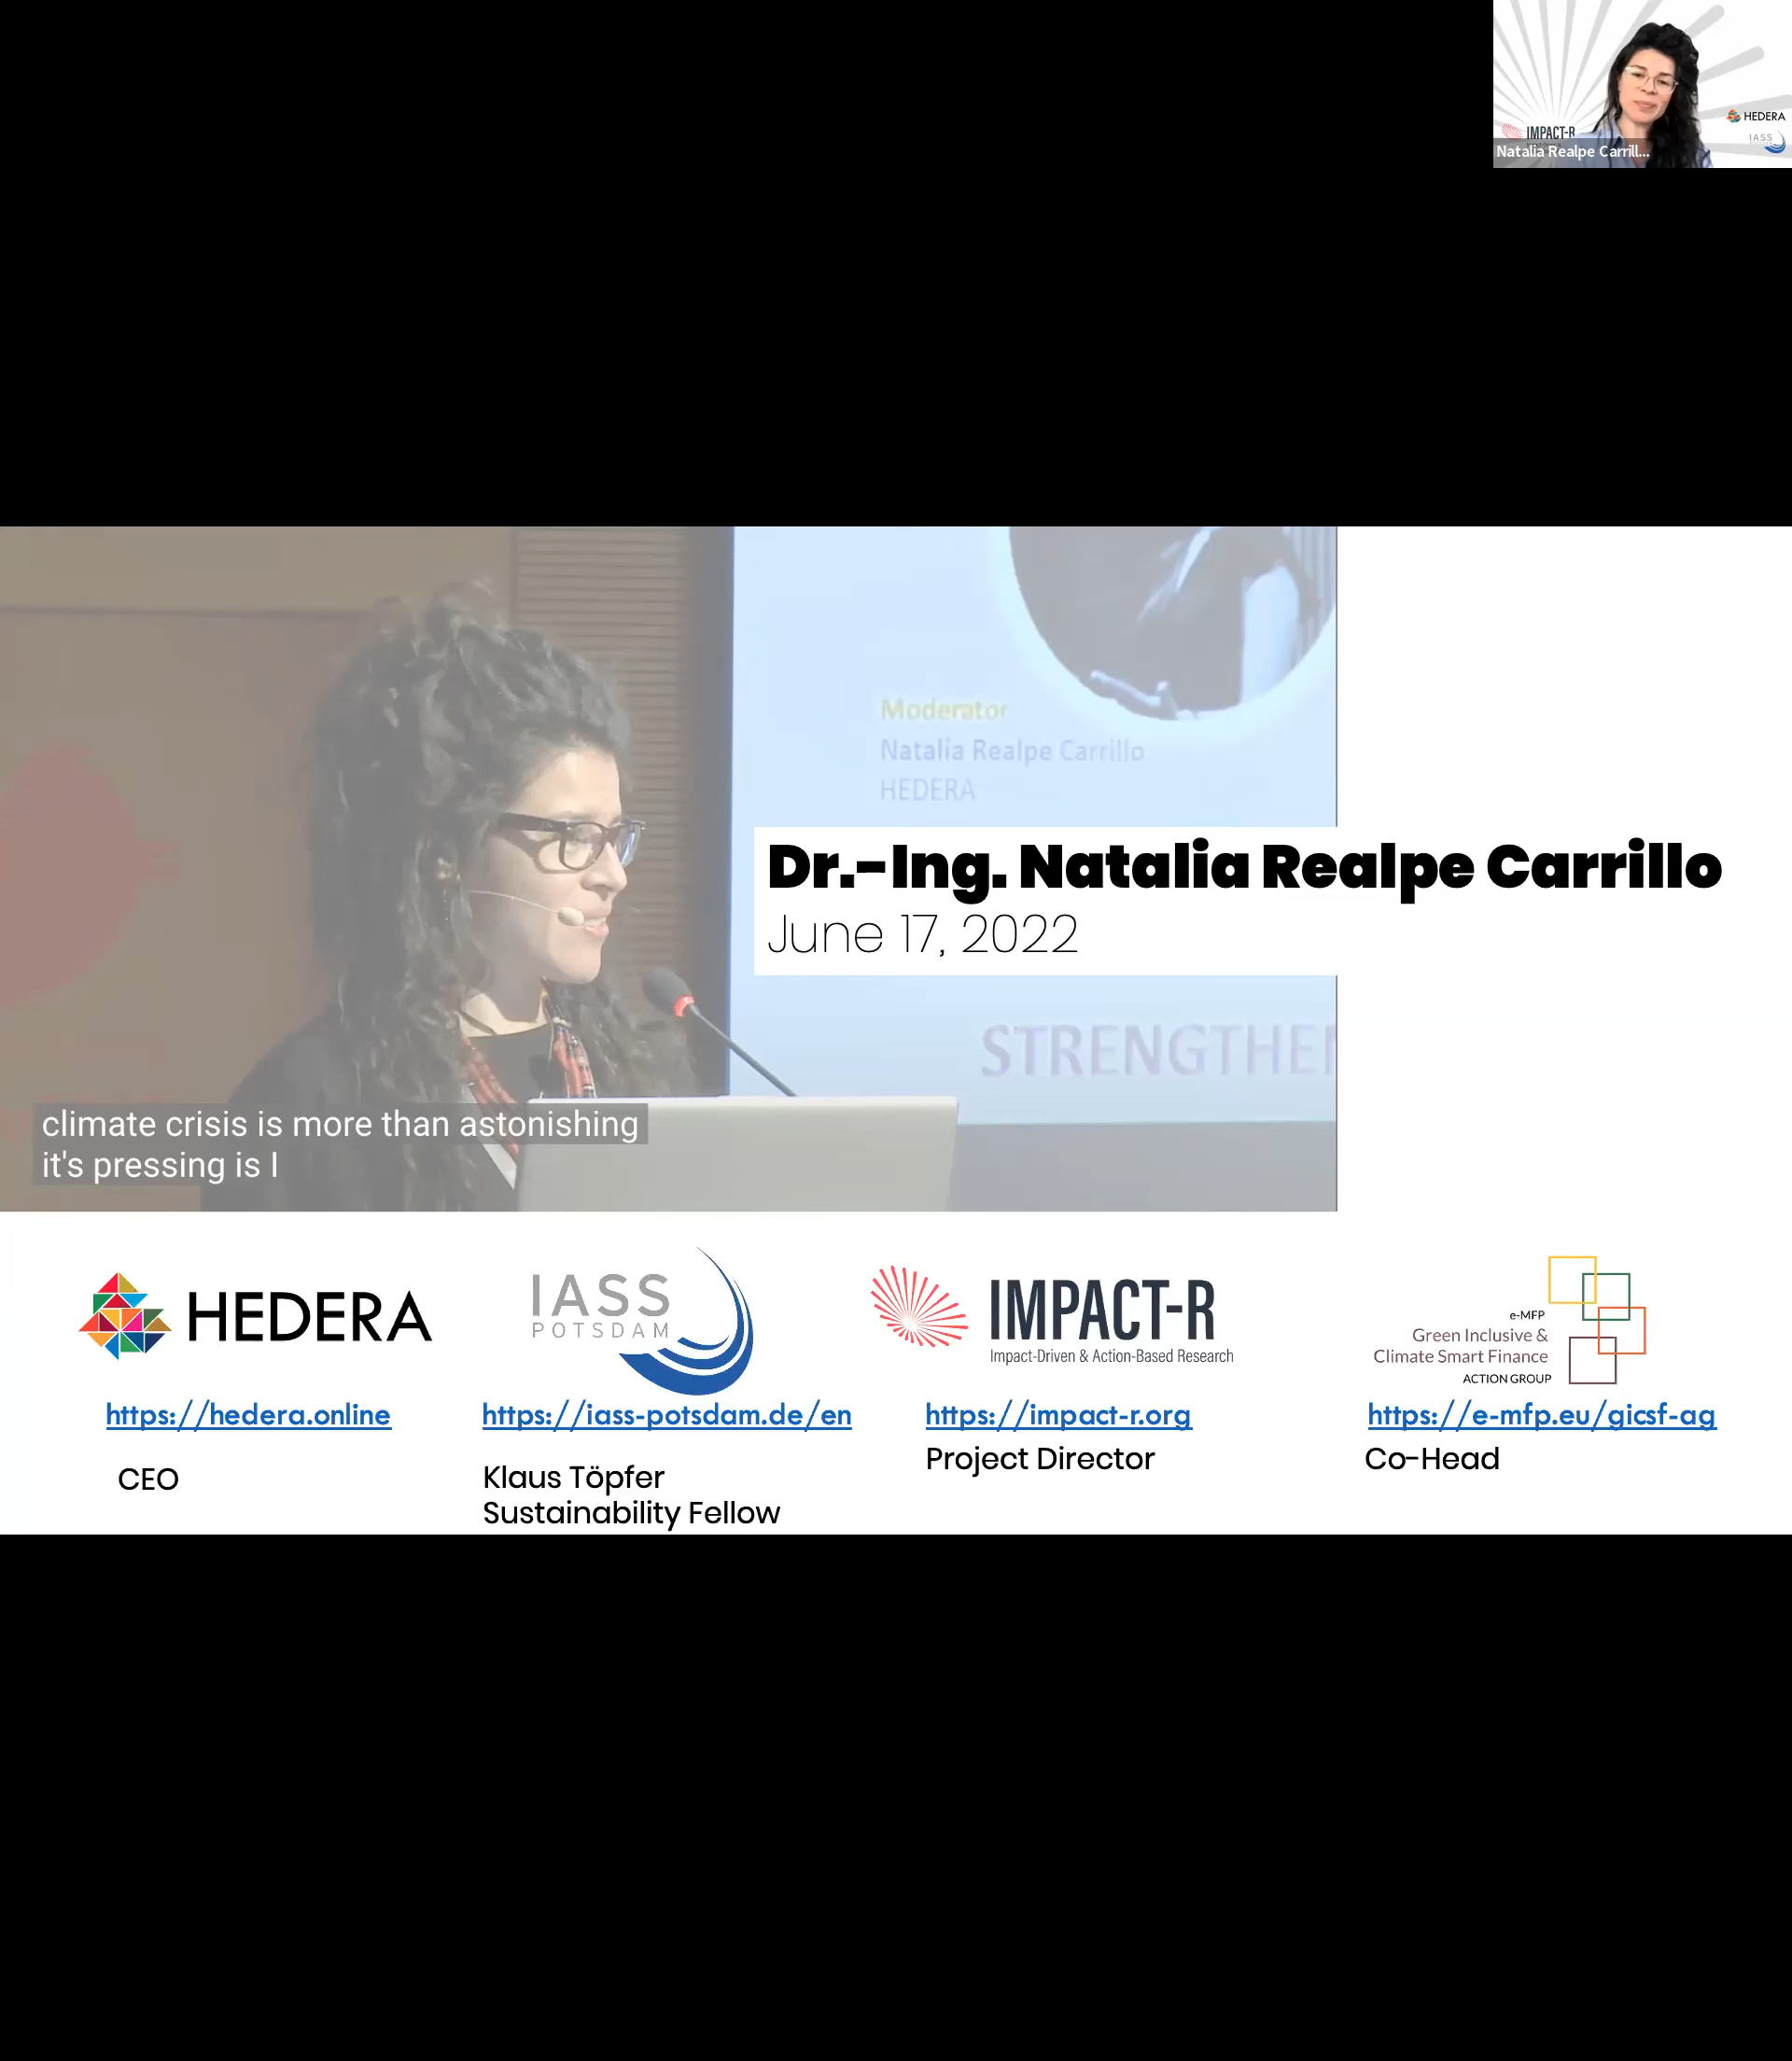 IMPACT-R
HEDERA
IASS
Natalia Realpe Carrill...
Moderator
Natalia Realpe Carrillo
HEDERA
Dr.-Ing. Natalia Realpe Carrillo
June 17, 2022
STRENGTHEN
climate crisis is more than astonishing
it's pressing is I
HEDERA
https://hedera.online
CEO
IASS
POTSDAM
https://iass-potsdam.de/en
Klaus Töpfer
Sustainability Fellow
IMPACT-R
Impact-Driven & Action-Based Research
https://impact-r.org
Project Director
e-MFP
Green Inclusive &
Climate Smart Finance
ACTION GROUP
https://e-mfp.eu/gicsf-ag
Co-Head